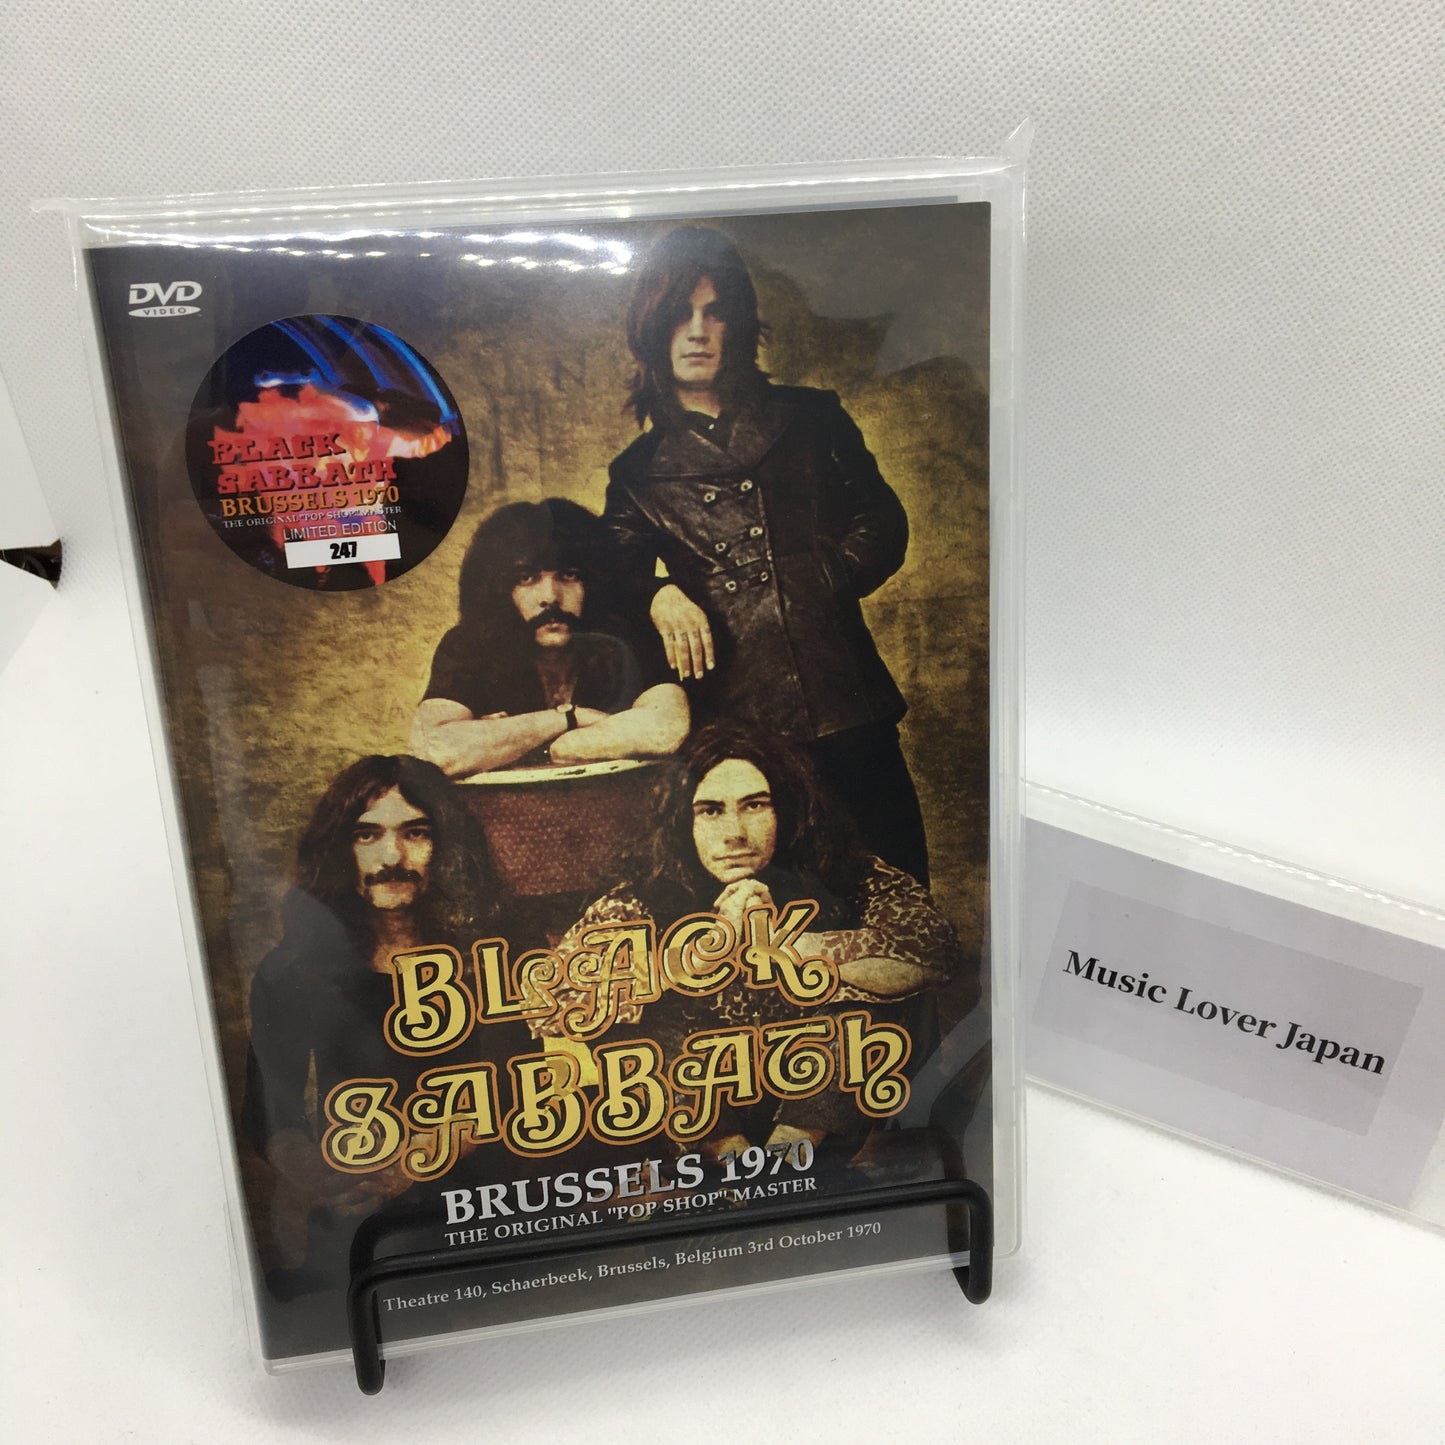 DVD
VIDEO
BLACK
SABBATH
BRUSSELS 1970
THE ORIGINAL "POP SHOP" MASTER
LIMITED EDITION
247
BLACK
SABBATH
BRUSSELS 1970
THE ORIGINAL "POP SHOP" MASTER
Theatre 140, Schaerbeek, Brussels, Belgium 3rd October 1970
Music Lover Japan